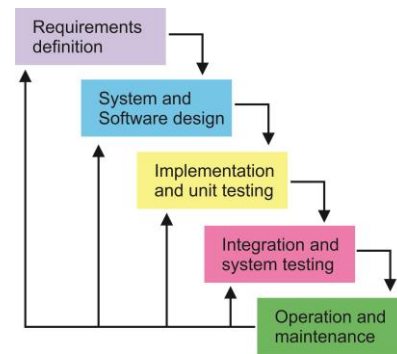 Requirements
definition
System and
Software design
Implementation
and unit testing
Integration and
system testing
Operation and
maintenance